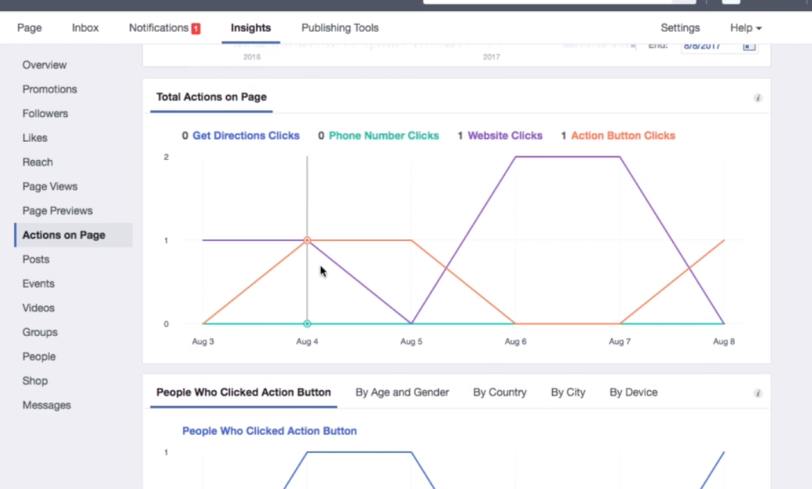 Page Inbox Notifications 1 Insights Publishing Tools Settings Help
2016 2017 End: 8/8/2017
Overview
Promotions
Followers
Likes
Reach
Page Views
Page Previews
Actions on Page
Posts
Events
Videos
Groups
People
Shop
Messages
Total Actions on Page
0 Get Directions Clicks 0 Phone Number Clicks 1 Website Clicks 1 Action Button Clicks
2
1
0
Aug 3 Aug 4 Aug 5 Aug 6 Aug 7 Aug 8
People Who Clicked Action Button By Age and Gender By Country By City By Device
People Who Clicked Action Button
1